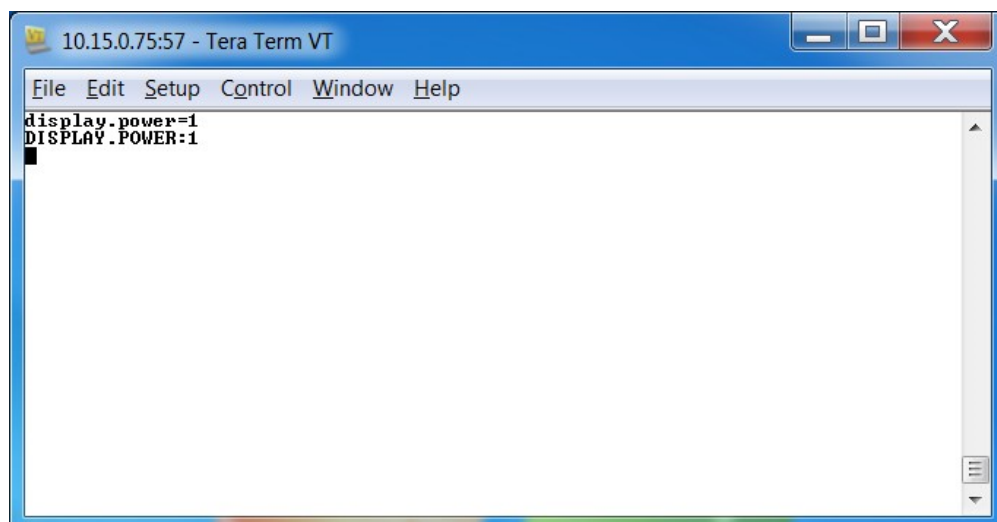 10.15.0.75:57 - Tera Term VT
File Edit Setup Control Window Help
display.power=1
DISPLAY.POWER:1